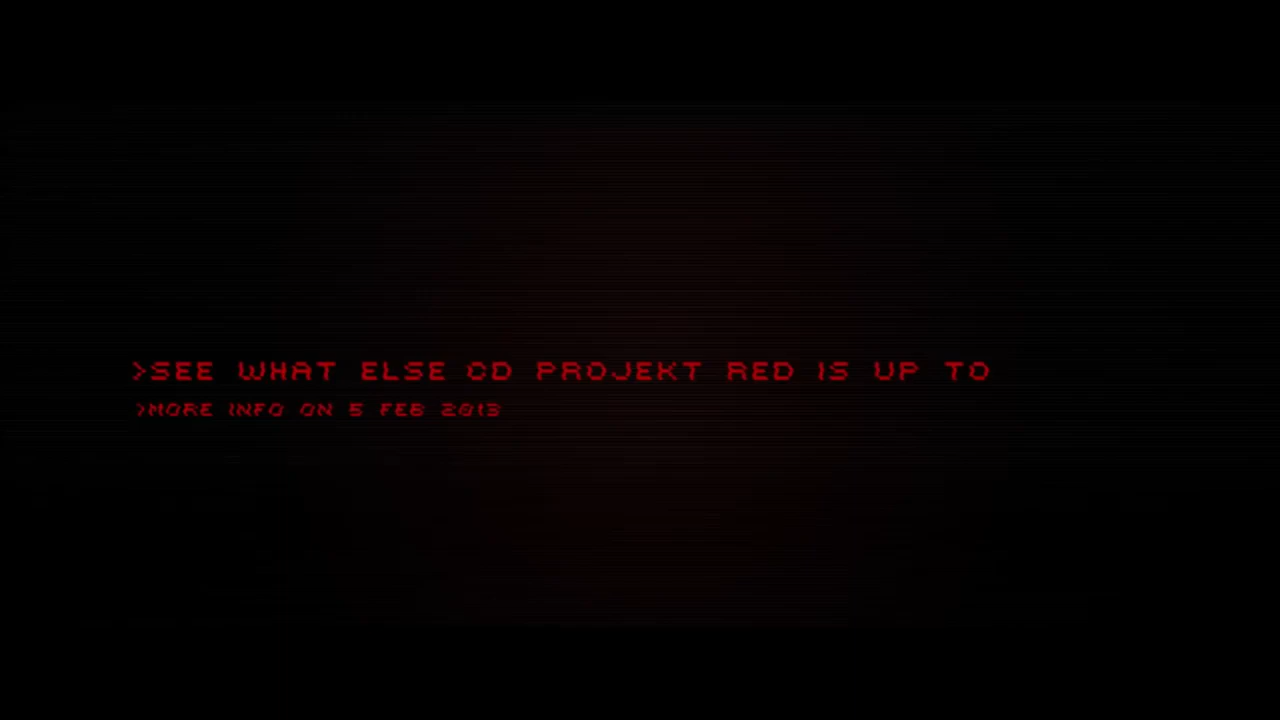 >SEE WHAT ELSE CD PROJEKT RED IS UP TO
>MORE INFO ON 5 FEB 2013